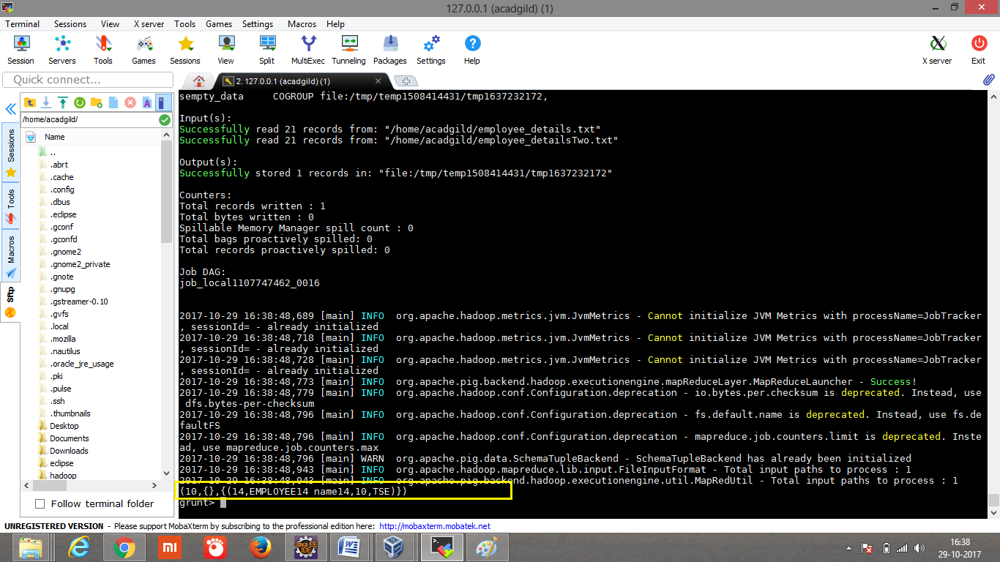 127.0.0.1 (acadgild) (1)
Terminal Sessions View X server Tools Games Settings Macros Help
Session Servers Tools Games Sessions View Split MultiExec Tunneling Packages Settings Help X server Exit
Quick connect...
2. 127.0.0.1 (acadgild) (1)
/home/acadgild/
Name
..
.abrt
.cache
.config
.dbus
.eclipse
.gconf
.gconfd
.gnome2
.gnome2_private
.gnote
.gnupg
.gstreamer-0.10
.gvfs
.local
.mozilla
.nautilus
.oracle_jre_usage
.pki
.pulse
.ssh
.thumbnails
Desktop
Documents
Downloads
eclipse
hadoop
Follow terminal folder
Sessions
Tools
Macros
Sftp
sempty_data COGROUP file:/tmp/temp1508414431/tmp1637232172,
Input(s):
Successfully read 21 records from: "/home/acadgild/employee_details.txt"
Successfully read 21 records from: "/home/acadgild/employee_detailsTwo.txt"
Output(s):
Successfully stored 1 records in: "file:/tmp/temp1508414431/tmp1637232172"
Counters:
Total records written : 1
Total bytes written : 0
Spillable Memory Manager spill count : 0
Total bags proactively spilled: 0
Total records proactively spilled: 0
Job DAG:
job_local1107747462_0016
2017-10-29 16:38:48,689 [main] INFO org.apache.hadoop.metrics.jvm.JvmMetrics - Cannot initialize JVM Metrics with processName=JobTracker
, sessionId= - already initialized
2017-10-29 16:38:48,718 [main] INFO org.apache.hadoop.metrics.jvm.JvmMetrics - Cannot initialize JVM Metrics with processName=JobTracker
, sessionId= - already initialized
2017-10-29 16:38:48,728 [main] INFO org.apache.hadoop.metrics.jvm.JvmMetrics - Cannot initialize JVM Metrics with processName=JobTracker
, sessionId= - already initialized
2017-10-29 16:38:48,773 [main] INFO org.apache.pig.backend.hadoop.executionengine.mapReduceLayer.MapReduceLauncher - Success!
2017-10-29 16:38:48,779 [main] INFO org.apache.hadoop.conf.Configuration.deprecation - io.bytes.per.checksum is deprecated. Instead, use
dfs.bytes-per-checksum
2017-10-29 16:38:48,796 [main] INFO org.apache.hadoop.conf.Configuration.deprecation - fs.default.name is deprecated. Instead, use fs.de
faultFS
2017-10-29 16:38:48,796 [main] INFO org.apache.hadoop.conf.Configuration.deprecation - mapreduce.job.counters.limit is deprecated. Inste
ad, use mapreduce.job.counters.max
2017-10-29 16:38:48,796 [main] WARN org.apache.pig.data.SchemaTupleBackend - SchemaTupleBackend has already been initialized
2017-10-29 16:38:48,943 [main] INFO org.apache.hadoop.mapreduce.lib.input.FileInputFormat - Total input paths to process : 1
2017-10-29 16:38:48,943 [main] INFO org.apache.pig.backend.hadoop.executionengine.util.MapRedUtil - Total input paths to process : 1
(10,{},{(14,EMPLOYEE14 name14,10,TSE)})
grunt>
UNREGISTERED VERSION - Please support MobaXterm by subscribing to the professional edition here: http://mobaxterm.mobatek.net
mi
Java EE
IDE
16:38
29-10-2017